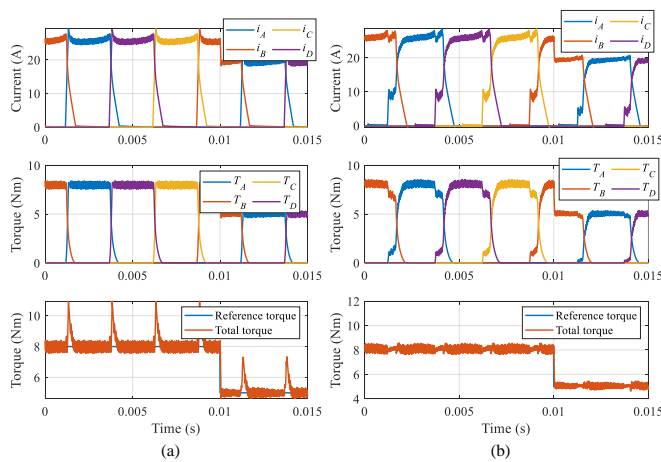 i_A i_C
i_B i_D
Current (A)
20
10
0
0 0.005 0.01 0.015
T_A T_C
T_B T_D
Torque (Nm)
10
5
0
0 0.005 0.01 0.015
Reference torque
Total torque
Torque (Nm)
10
8
6
0 0.005 0.01 0.015
Time (s)
(a)
i_A i_C
i_B i_D
Current (A)
20
10
0
0 0.005 0.01 0.015
T_A T_C
T_B T_D
Torque (Nm)
10
5
0
0 0.005 0.01 0.015
Reference torque
Total torque
Torque (Nm)
12
10
8
6
4
0 0.005 0.01 0.015
Time (s)
(b)